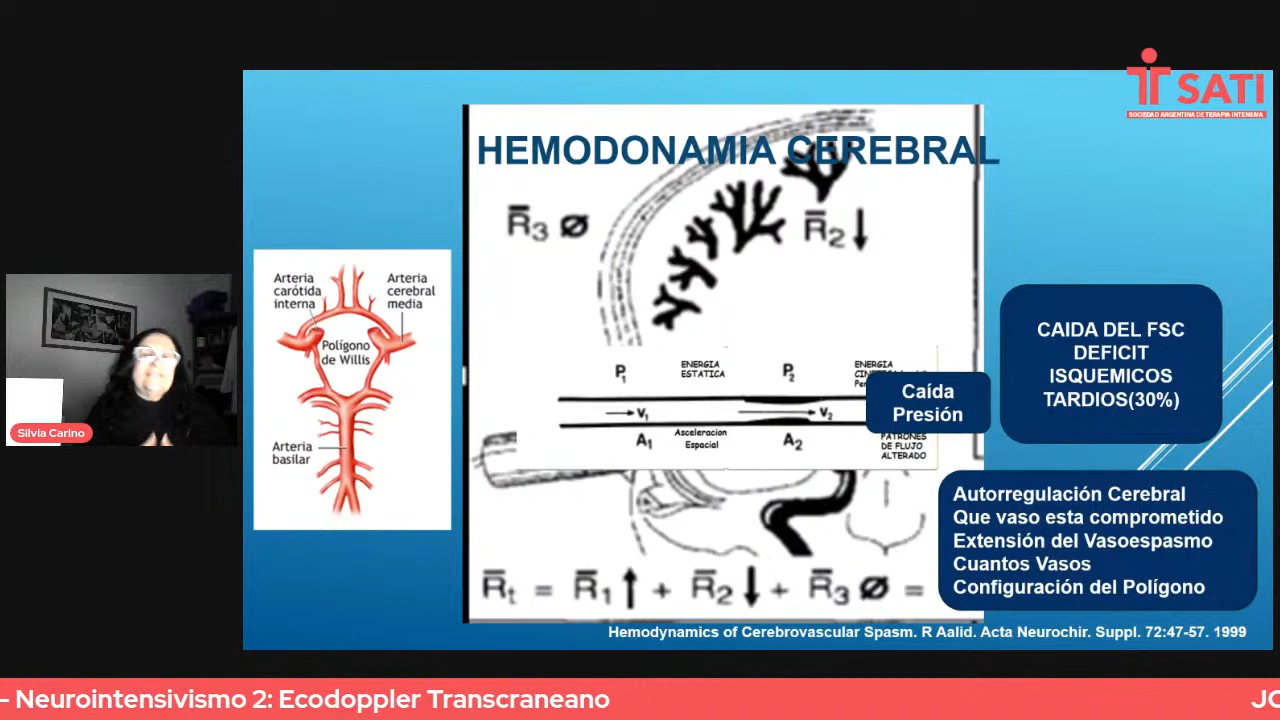 SATI
SOCIEDAD ARGENTINA DE TERAPIA INTENSIVA
HEMODONAMIA CEREBRAL
R̅3 ø
R̅2 ↓
Arteria
carótida
interna
Arteria
cerebral
media
Polígono
de Willis
Arteria
basilar
P1
ENERGIA
ESTATICA
P2
ENERGIA
V1
V2
A1
Asceleracion
Espacial
A2
PATRONES
DE FLUJO
ALTERADO
Caída
Presión
CAIDA DEL FSC
DEFICIT
ISQUEMICOS
TARDIOS(30%)
Autorregulación Cerebral
Que vaso esta comprometido
Extensión del Vasoespasmo
Cuantos Vasos
Configuración del Polígono
R̅t = R̅1 ↑ + R̅2 ↓ + R̅3 ø =
Hemodynamics of Cerebrovascular Spasm. R Aalid. Acta Neurochir. Suppl. 72:47-57. 1999
Silvia Carino
– Neurointensivismo 2: Ecodoppler Transcraneano
JO